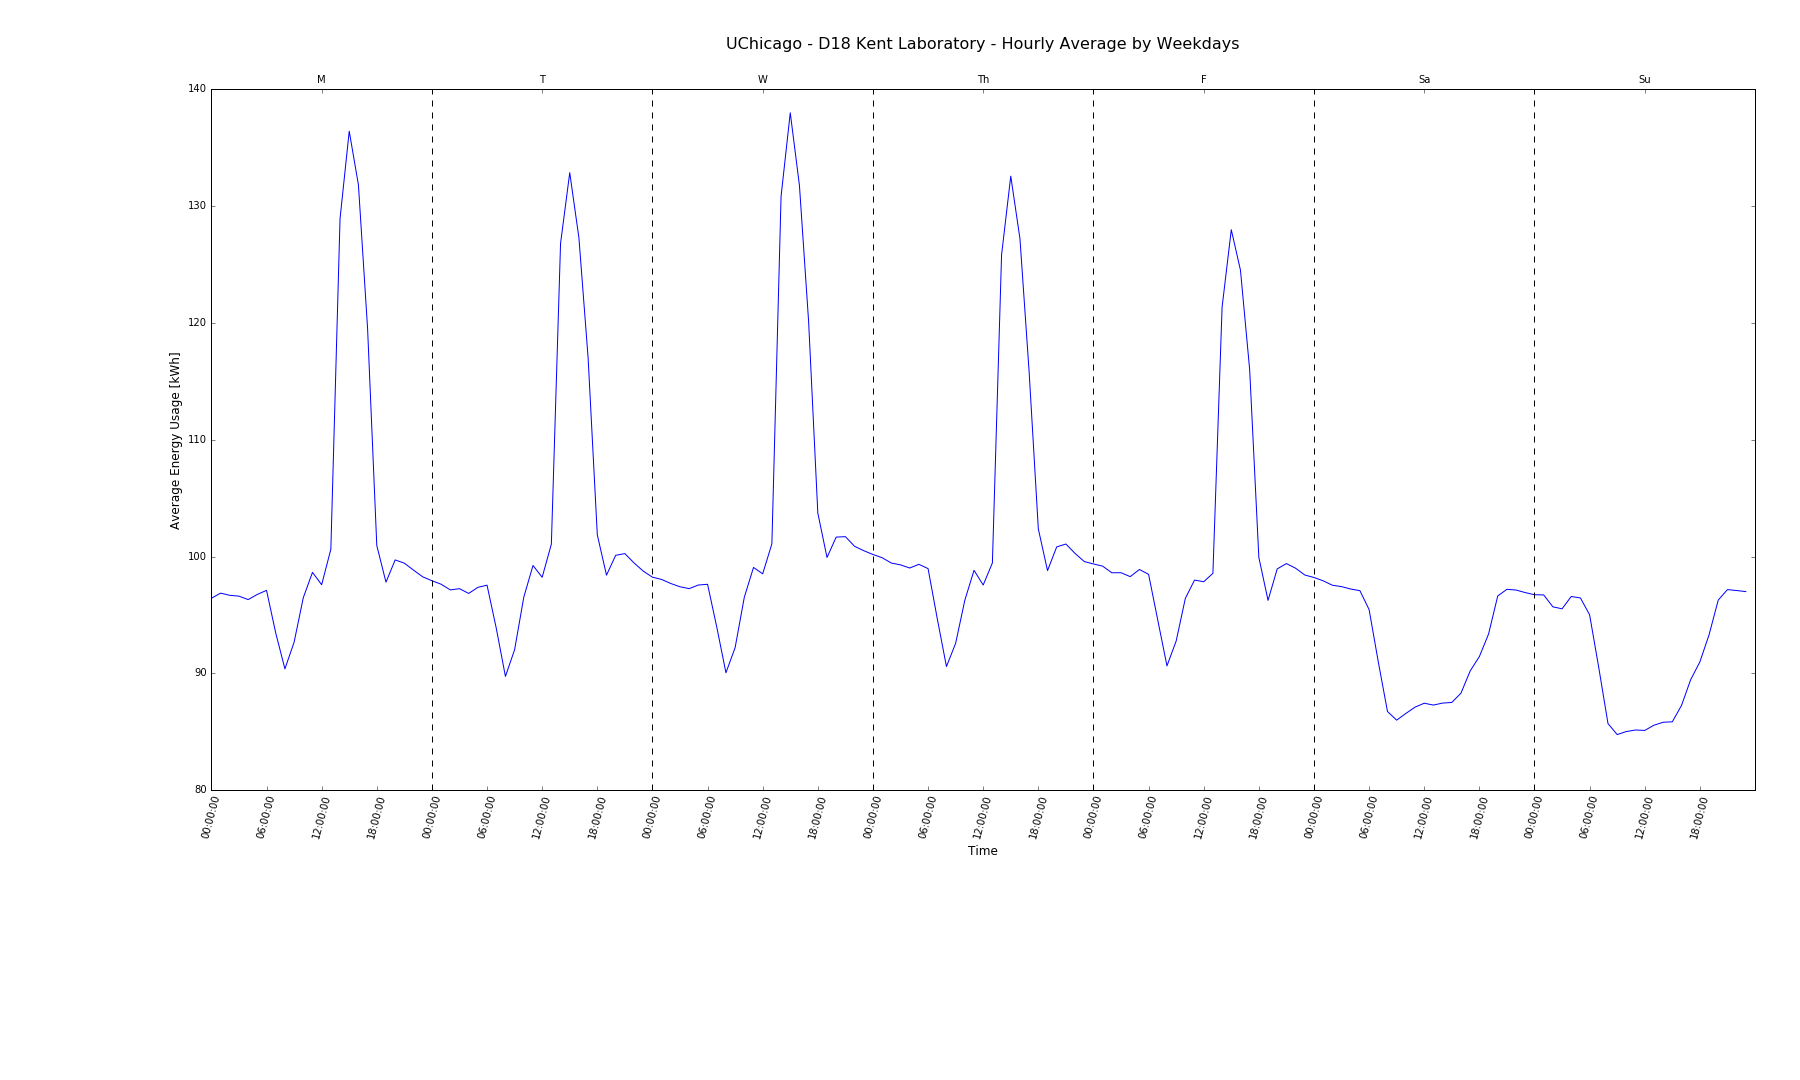 UChicago - D18 Kent Laboratory - Hourly Average by Weekdays
M T W Th F Sa Su
140
130
120
110
100
90
80
Average Energy Usage [kWh]
00:00:00 06:00:00 12:00:00 18:00:00 00:00:00 06:00:00 12:00:00 18:00:00 00:00:00 06:00:00 12:00:00 18:00:00 00:00:00 06:00:00 12:00:00 18:00:00 00:00:00 06:00:00 12:00:00 18:00:00 00:00:00 06:00:00 12:00:00 18:00:00 00:00:00 06:00:00 12:00:00 18:00:00
Time